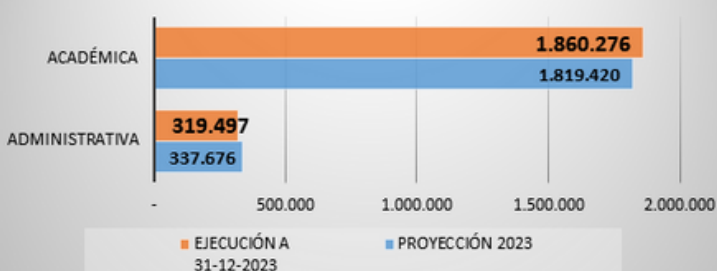 ACADÉMICA
1.860.276
1.819.420
ADMINISTRATIVA
319.497
337.676
- 500.000 1.000.000 1.500.000 2.000.000
EJECUCIÓN A
31-12-2023
PROYECCIÓN 2023